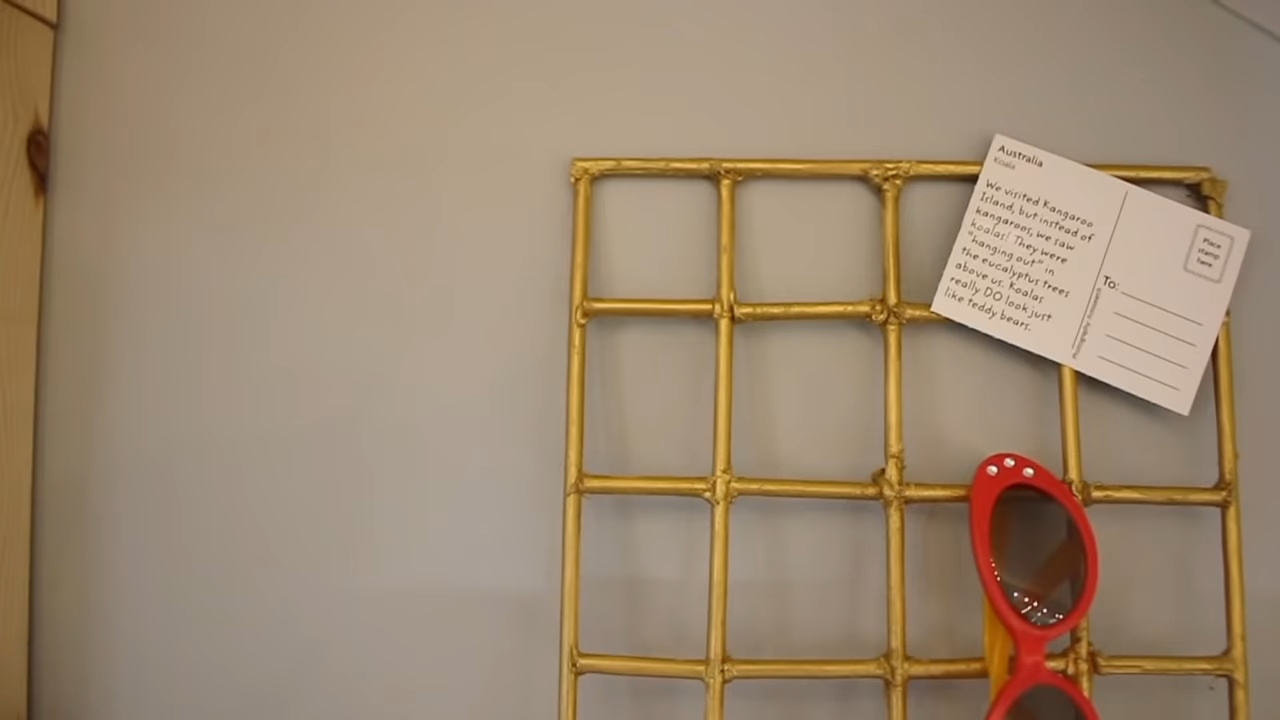 Australia
Koala
We visited Kangaroo
Island, but instead of
kangaroos, we saw
koalas! They were
"hanging out" in
the eucalyptus trees
above us. Koalas
really DO look just
like teddy bears.
Place
stamp
here
To: